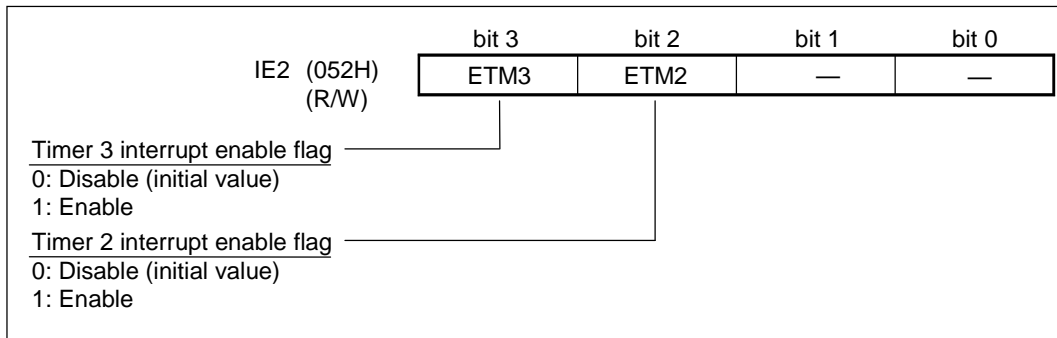 bit 3 bit 2 bit 1 bit 0
IE2 (052H) ETM3 ETM2 — —
(R/W)
Timer 3 interrupt enable flag
0: Disable (initial value)
1: Enable
Timer 2 interrupt enable flag
0: Disable (initial value)
1: Enable